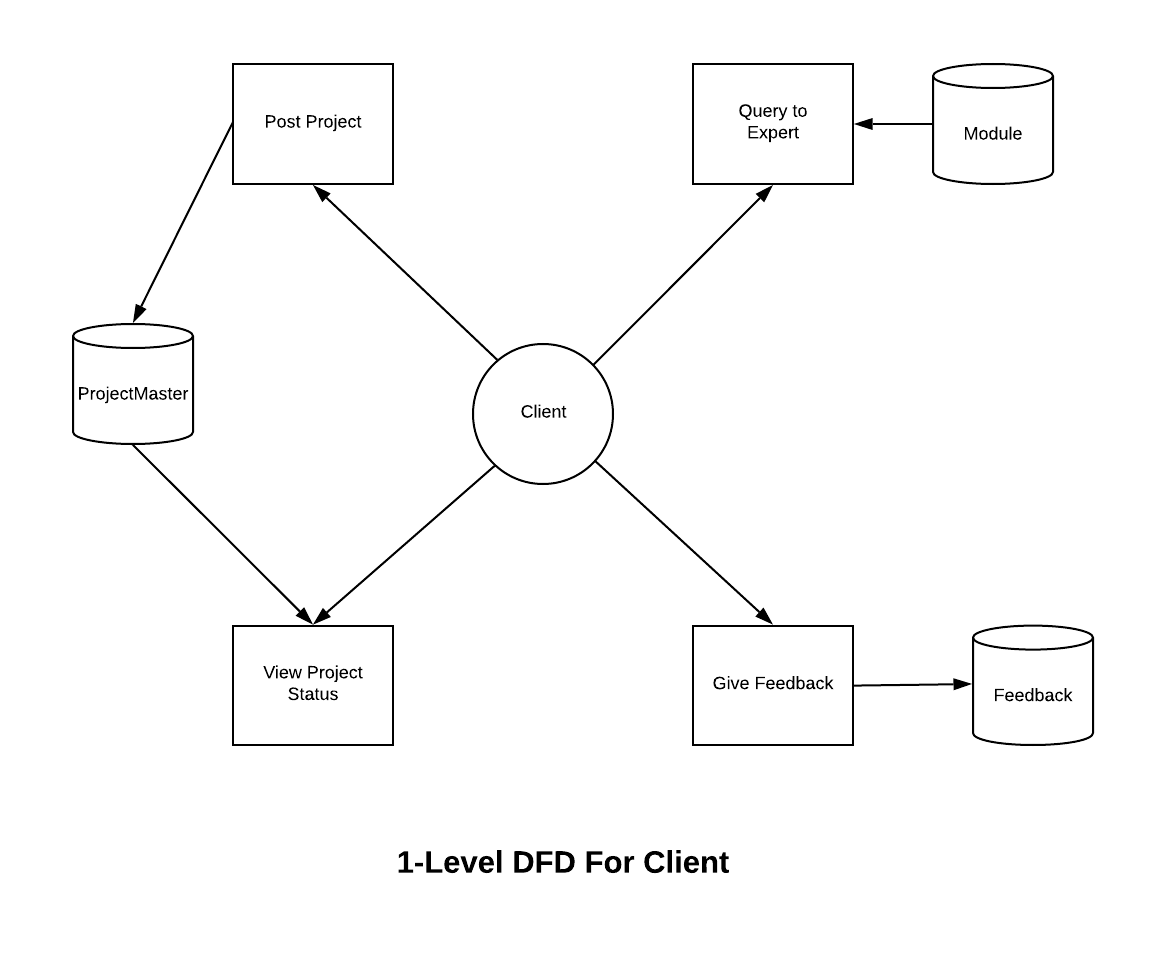 Post Project
Query to
Expert
Module
ProjectMaster
Client
View Project
Status
Give Feedback
Feedback
1-Level DFD For Client